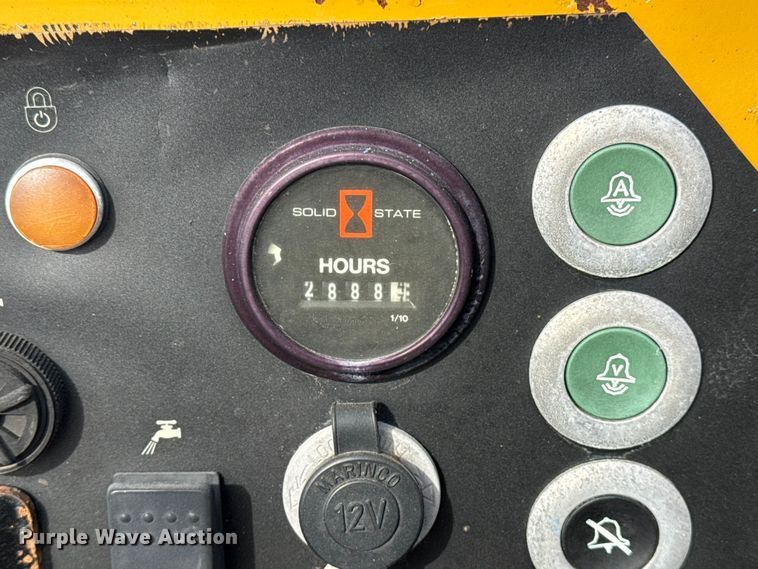 SOLID STATE
A
HOURS
2888
1/10
V
MARINCO
12V
Purple Wave Auction